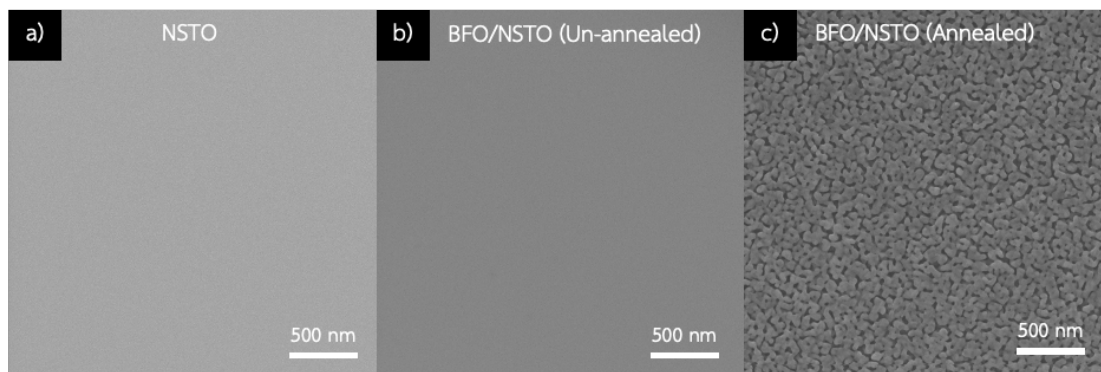 a) NSTO
b) BFO/NSTO (Un-annealed)
c) BFO/NSTO (Annealed)
500 nm
500 nm
500 nm